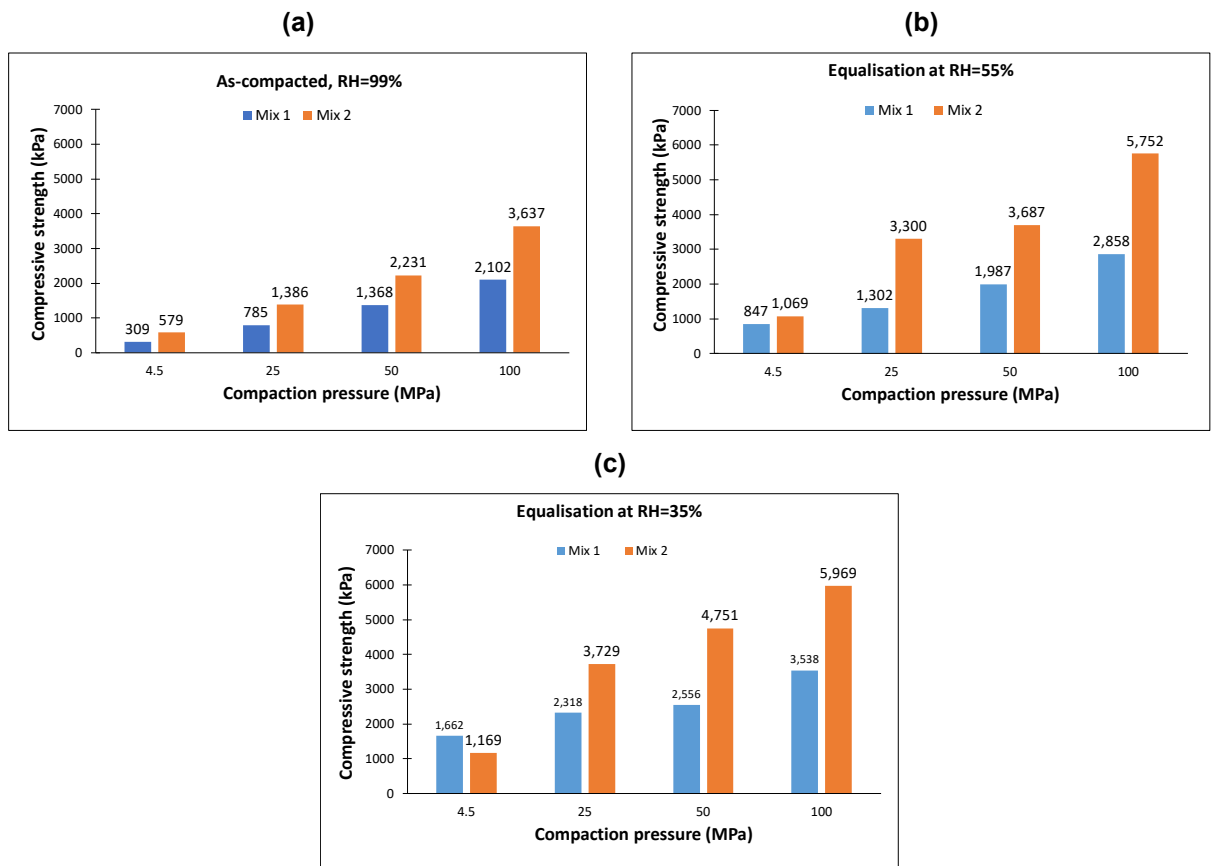 (a)
As-compacted, RH=99%
Mix 1 Mix 2
Compressive strength (kPa)
7000
6000
5000
4000
3000
2000
1000
0
309 579 785 1,386 1,368 2,231 2,102 3,637
4.5 25 50 100
Compaction pressure (MPa)
(b)
Equalisation at RH=55%
Mix 1 Mix 2
Compressive strength (kPa)
7000
6000
5000
4000
3000
2000
1000
0
847 1,069 1,302 3,300 1,987 3,687 2,858 5,752
4.5 25 50 100
Compaction pressure (MPa)
(c)
Equalisation at RH=35%
Mix 1 Mix 2
Compressive strength (kPa)
7000
6000
5000
4000
3000
2000
1000
0
1,662 1,169 2,318 3,729 2,556 4,751 3,538 5,969
4.5 25 50 100
Compaction pressure (MPa)